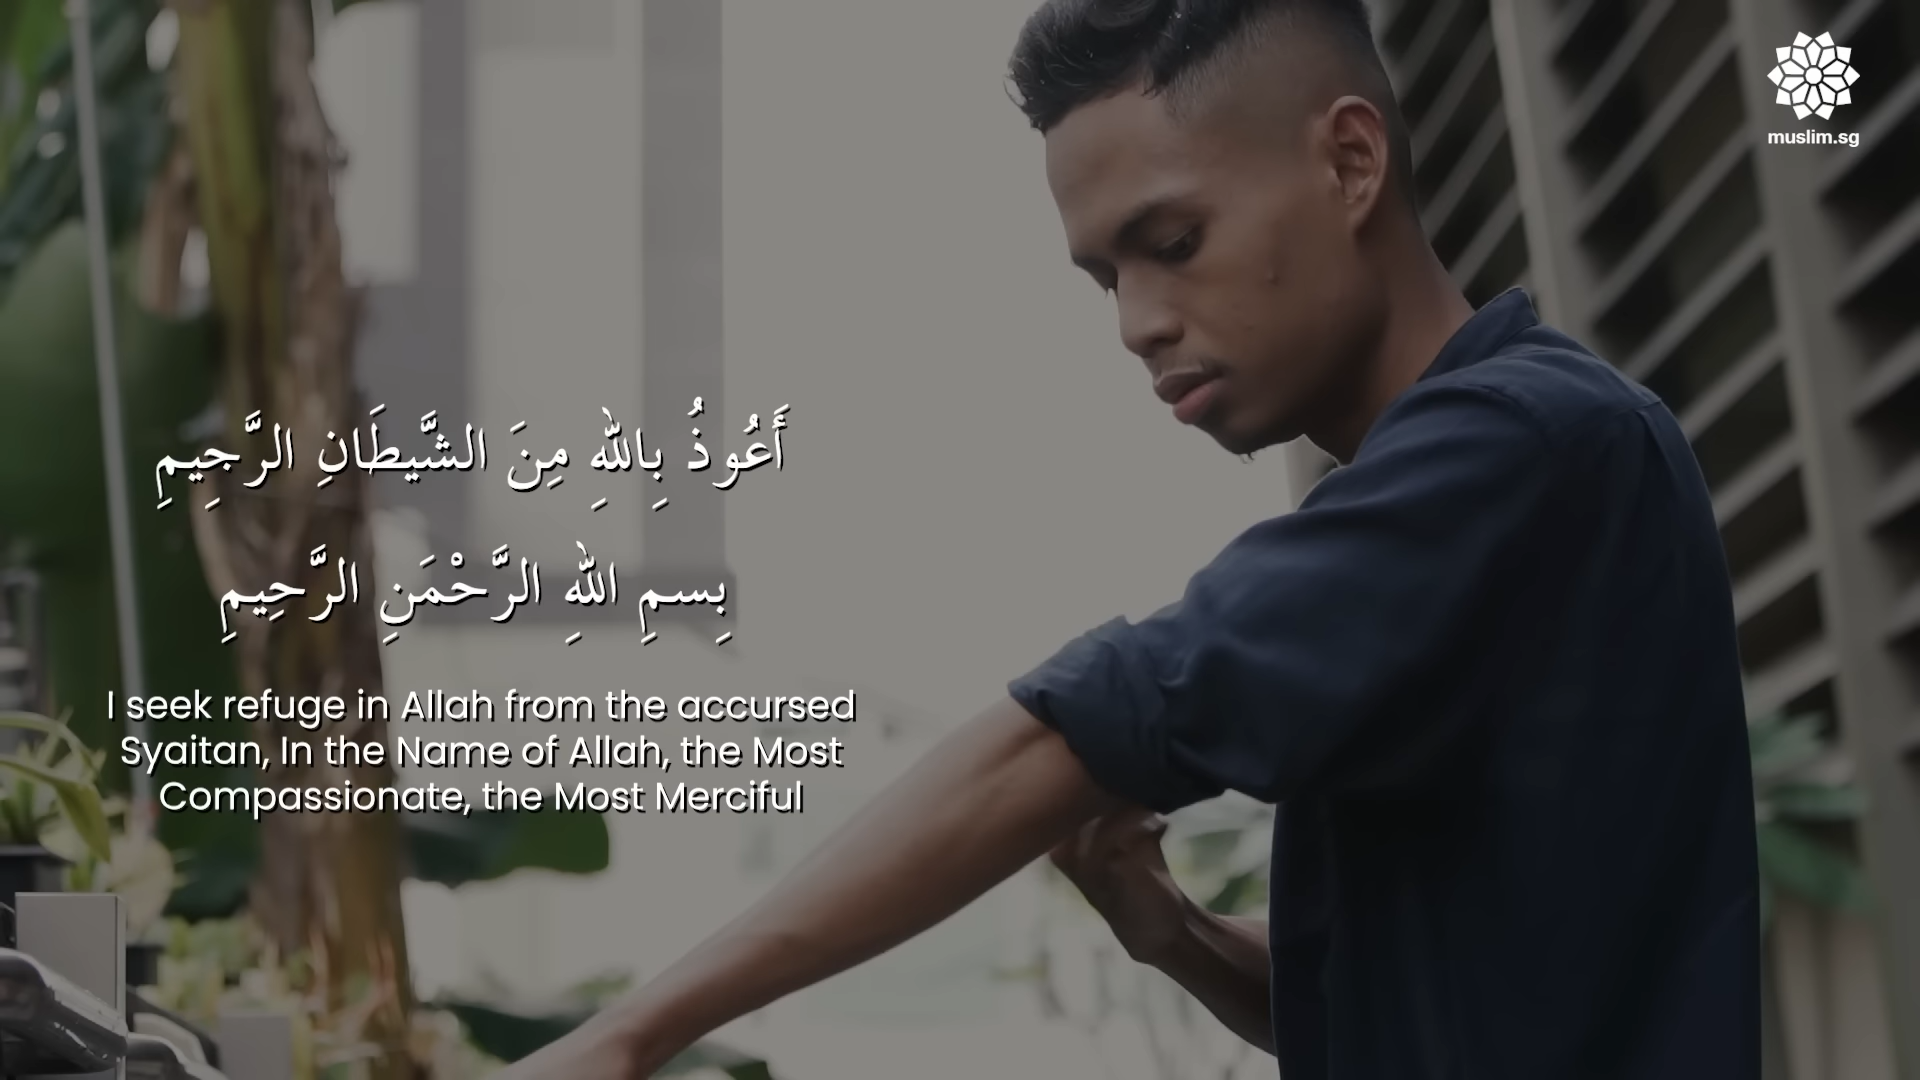 أَعُوذُ بِاللهِ مِنَ الشَّيطَانِ الرَّجِيمِ
بِسمِ اللهِ الرَّحْمَنِ الرَّحِيمِ
I seek refuge in Allah from the accursed
Syaitan, In the Name of Allah, the Most
Compassionate, the Most Merciful
muslim.sg